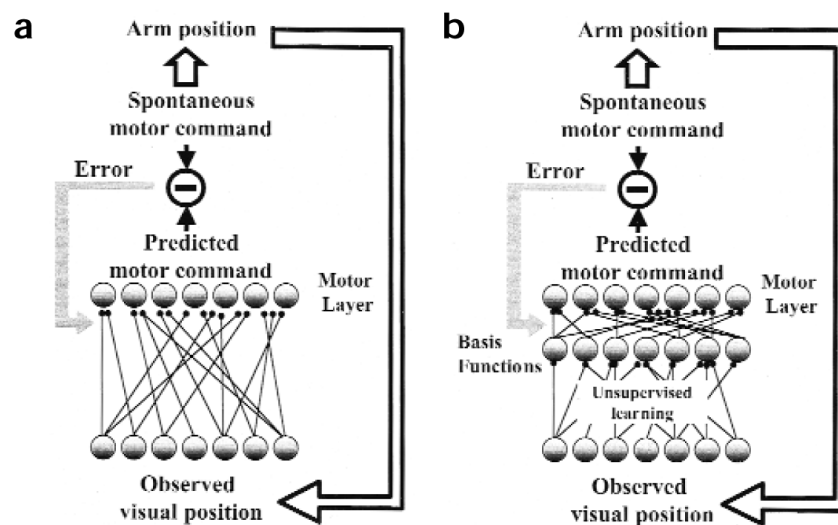 a
Arm position
Spontaneous
motor command
Error
Predicted
motor command
Motor
Layer
Observed
visual position
b
Arm position
Spontaneous
motor command
Error
Predicted
motor command
Motor
Layer
Basis
Functions
Unsupervised
learning
Observed
visual position